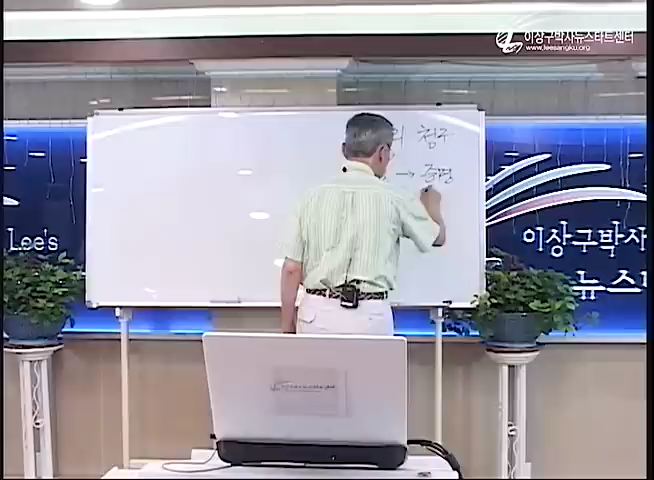 이상구박사뉴스타트센터
www.leesangku.org
의 청구
→ 증명
Lee's
이상구박사
뉴스